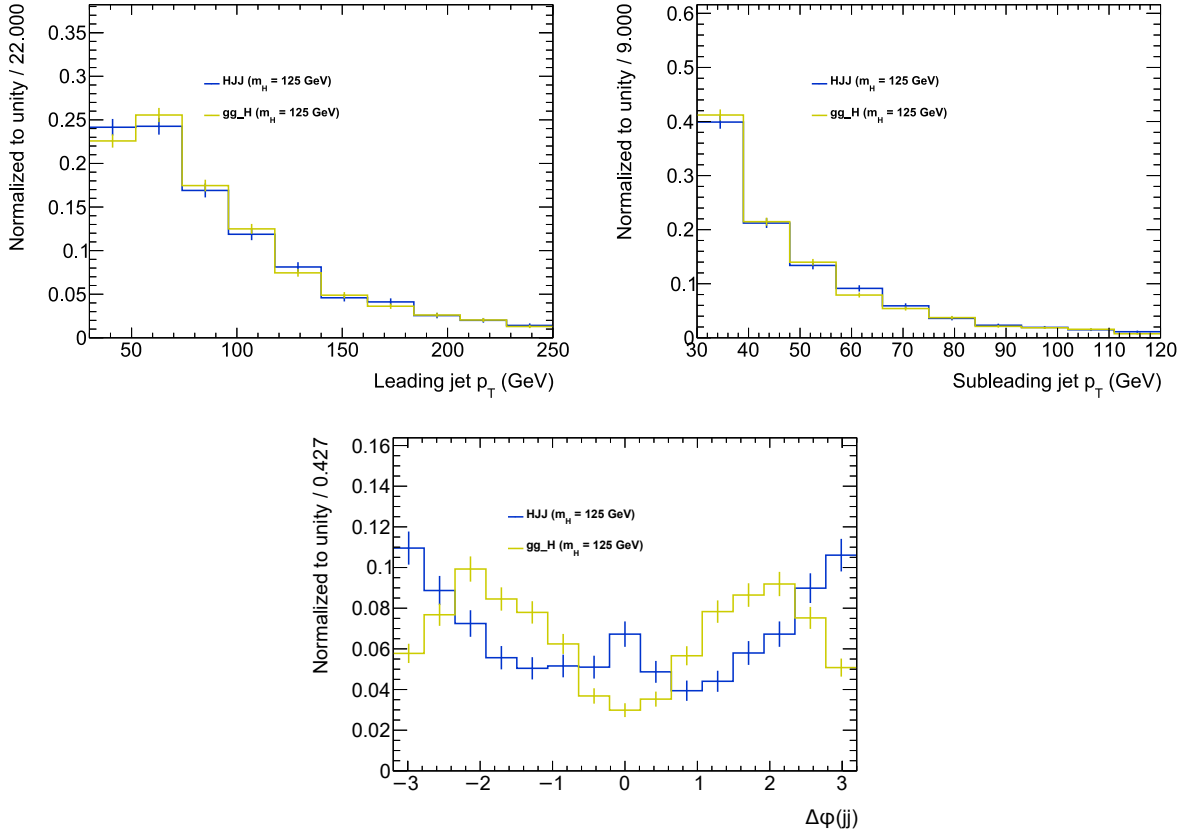 Normalized to unity / 22.000
0.35
0.3
0.25
0.2
0.15
0.1
0.05
0
HJJ (m_H = 125 GeV)
gg_H (m_H = 125 GeV)
50 100 150 200 250
Leading jet p_T (GeV)
Normalized to unity / 9.000
0.6
0.5
0.4
0.3
0.2
0.1
0
HJJ (m_H = 125 GeV)
gg_H (m_H = 125 GeV)
30 40 50 60 70 80 90 100 110 120
Subleading jet p_T (GeV)
Normalized to unity / 0.427
0.16
0.14
0.12
0.1
0.08
0.06
0.04
0.02
0
HJJ (m_H = 125 GeV)
gg_H (m_H = 125 GeV)
−3 −2 −1 0 1 2 3
Δφ(jj)